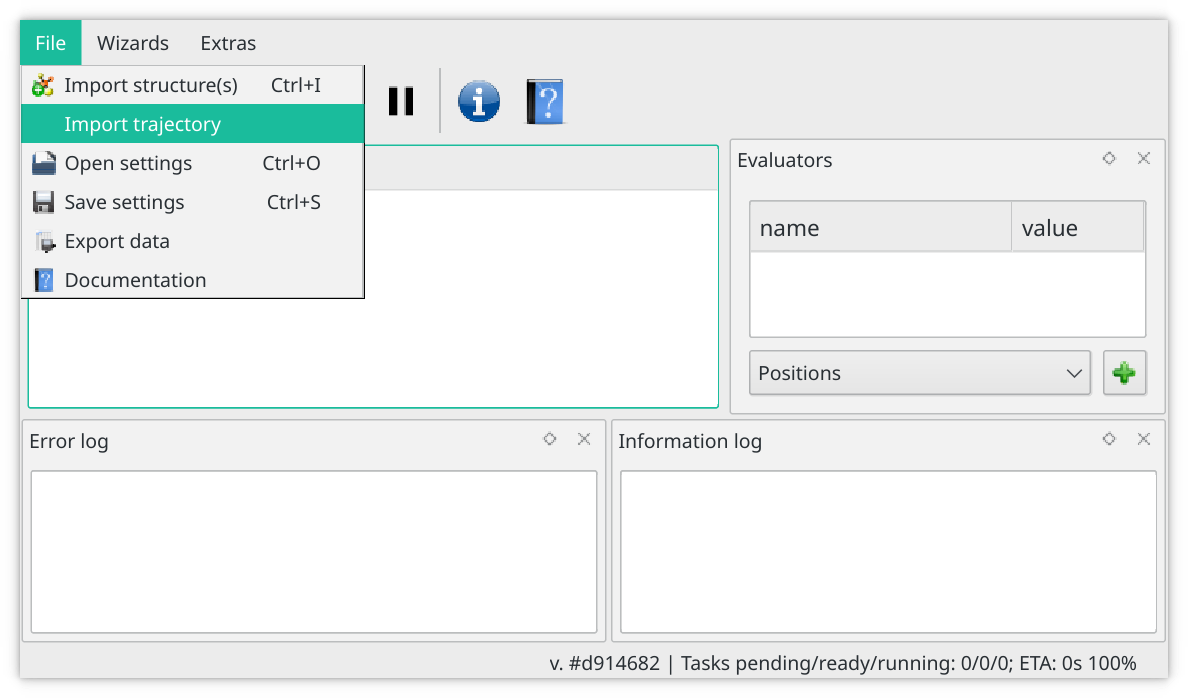 File Wizards Extras
Import structure(s) Ctrl+I
Import trajectory
Open settings Ctrl+O
Save settings Ctrl+S
Export data
Documentation
Evaluators
name value
Positions
Error log
Information log
v. #d914682 | Tasks pending/ready/running: 0/0/0; ETA: 0s 100%